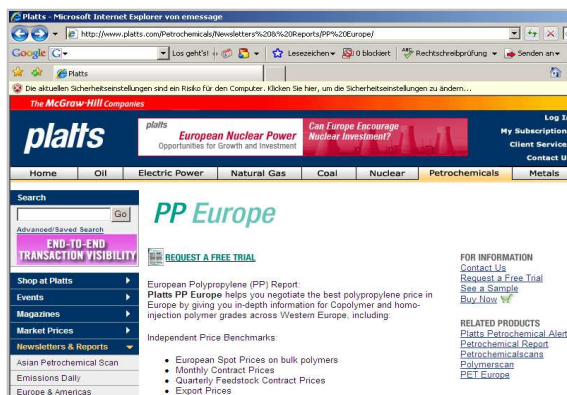 Platts - Microsoft Internet Explorer von emessage
http://www.platts.com/Petrochemicals/Newsletters%20&%20Reports/PP%20Europe/
Google G Los geht's! Lesezeichen 0 blockiert Rechtschreibprüfung Senden an
Platts
Die aktuellen Sicherheitseinstellungen sind ein Risiko für den Computer. Klicken Sie hier, um die Sicherheitseinstellungen zu ändern...
The McGraw·Hill Companies
platts
platts
European Nuclear Power
Opportunities for Growth and Investment
Can Europe Encourage
Nuclear Investment?
Log I
My Subscription
Client Service
Contact U
Home Oil Electric Power Natural Gas Coal Nuclear Petrochemicals Metals
Search
Go
Advanced/Saved Search
END-TO-END
TRANSACTION VISIBILITY
Shop at Platts
Events
Magazines
Market Prices
Newsletters & Reports
Asian Petrochemical Scan
Emissions Daily
Europe & Americas
PP Europe
REQUEST A FREE TRIAL
European Polypropylene (PP) Report:
Platts PP Europe helps you negotiate the best polypropylene price in
Europe by giving you in-depth information for Copolymer and homo-
injection polymer grades across Western Europe, including:
Independent Price Benchmarks:
• European Spot Prices on bulk polymers
• Monthly Contract Prices
• Quarterly Feedstock Contract Prices
• Export Prices
FOR INFORMATION
Contact Us
Request a Free Trial
See a Sample
Buy Now
RELATED PRODUCTS
Platts Petrochemical Alert
Petrochemical Report
Petrochemicalscans
Polymerscan
PET Europe